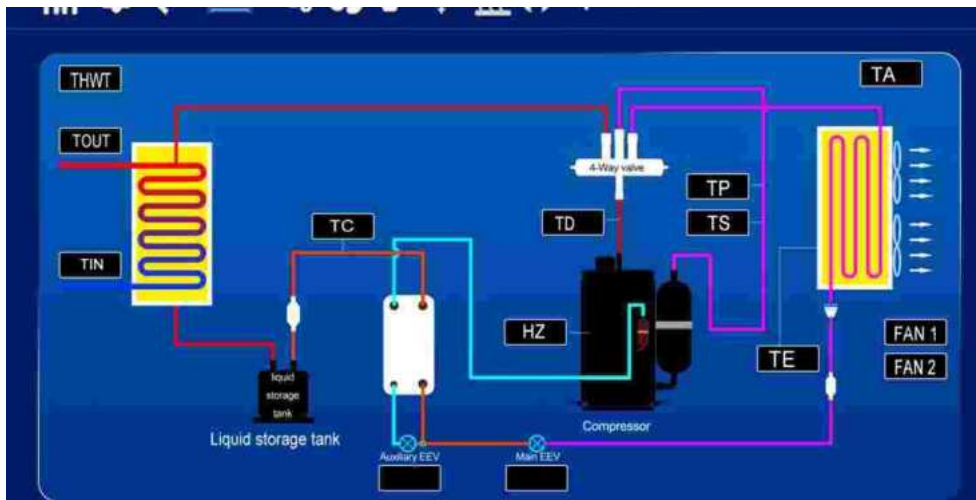 THWT
TA
TOUT
4-Way valve
TP
TC
TD
TS
TIN
HZ
FAN 1
TE
FAN 2
liquid
storage
tank
Liquid storage tank
Compressor
Auxiliary EEV
Main EEV